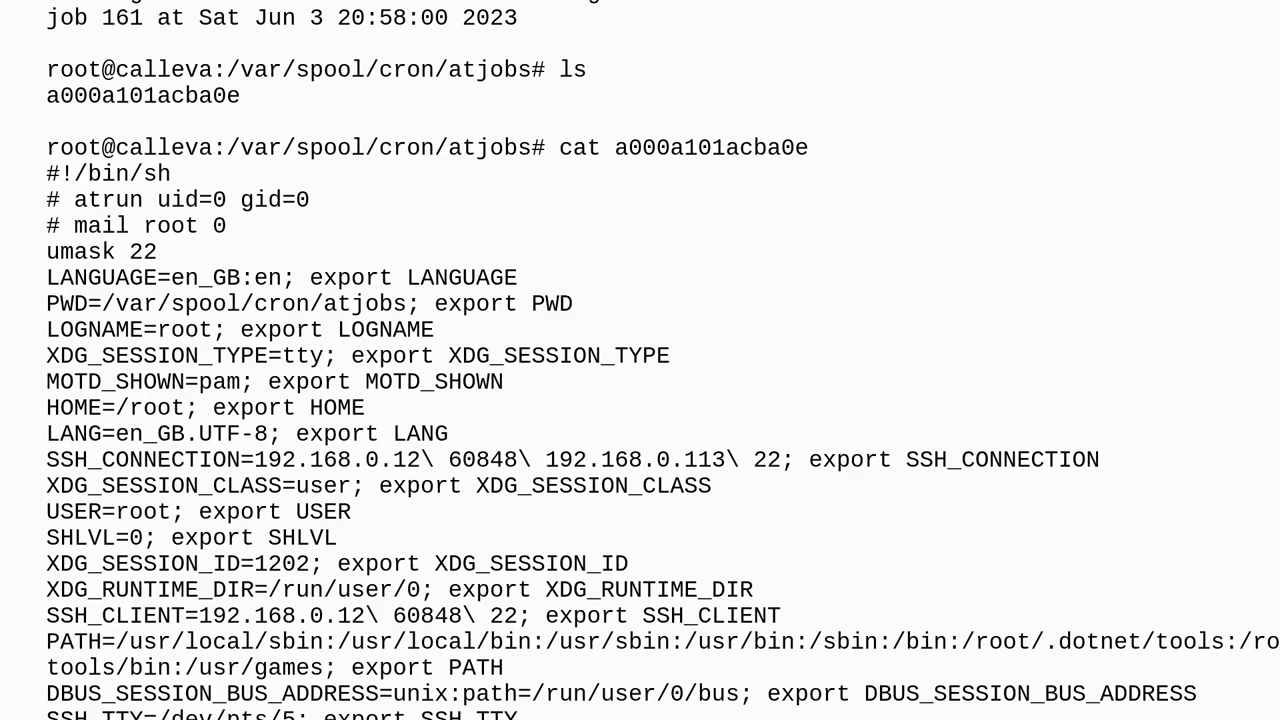 job 161 at Sat Jun 3 20:58:00 2023
root@calleva:/var/spool/cron/atjobs# ls
a000a101acba0e
root@calleva:/var/spool/cron/atjobs# cat a000a101acba0e
#!/bin/sh
# atrun uid=0 gid=0
# mail root 0
umask 22
LANGUAGE=en_GB:en; export LANGUAGE
PWD=/var/spool/cron/atjobs; export PWD
LOGNAME=root; export LOGNAME
XDG_SESSION_TYPE=tty; export XDG_SESSION_TYPE
MOTD_SHOWN=pam; export MOTD_SHOWN
HOME=/root; export HOME
LANG=en_GB.UTF-8; export LANG
SSH_CONNECTION=192.168.0.12\ 60848\ 192.168.0.113\ 22; export SSH_CONNECTION
XDG_SESSION_CLASS=user; export XDG_SESSION_CLASS
USER=root; export USER
SHLVL=0; export SHLVL
XDG_SESSION_ID=1202; export XDG_SESSION_ID
XDG_RUNTIME_DIR=/run/user/0; export XDG_RUNTIME_DIR
SSH_CLIENT=192.168.0.12\ 60848\ 22; export SSH_CLIENT
PATH=/usr/local/sbin:/usr/local/bin:/usr/sbin:/usr/bin:/sbin:/bin:/root/.dotnet/tools:/ro
tools/bin:/usr/games; export PATH
DBUS_SESSION_BUS_ADDRESS=unix:path=/run/user/0/bus; export DBUS_SESSION_BUS_ADDRESS
SSH_TTY=/dev/pts/5; export SSH_TTY